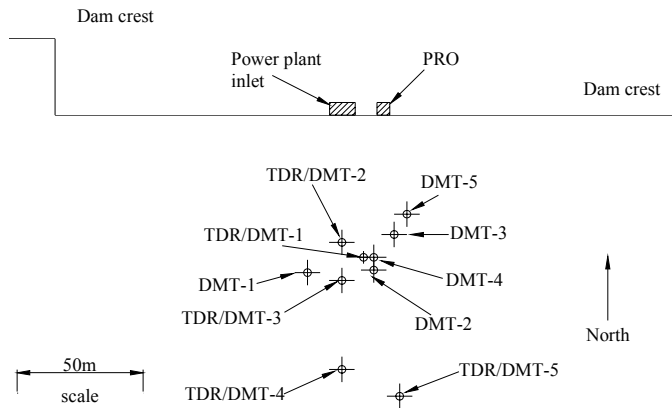 Dam crest
Power plant
inlet
PRO
Dam crest
TDR/DMT-2
DMT-5
TDR/DMT-1
DMT-3
DMT-1
DMT-4
TDR/DMT-3
DMT-2
North
50m
scale
TDR/DMT-4
TDR/DMT-5